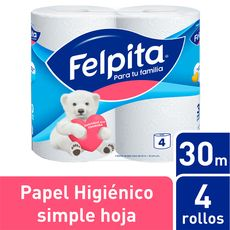 Felpita
Para tu familia
4
30m
Papel Higiénico
simple hoja
4
rollos